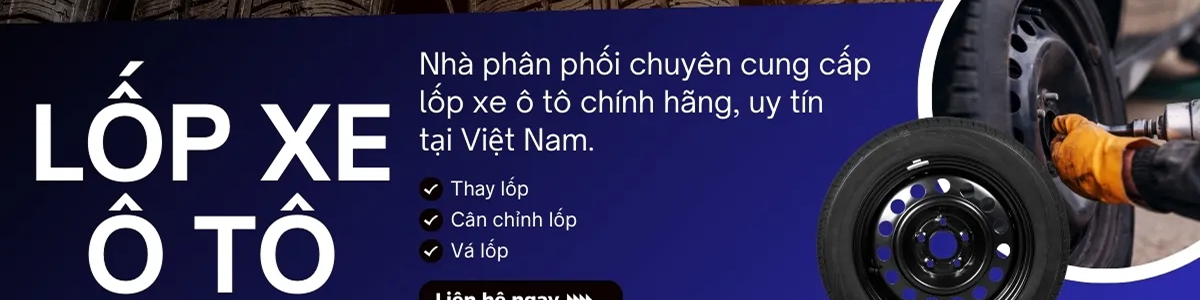 LỐP XE
Ô TÔ
Nhà phân phối chuyên cung cấp
lốp xe ô tô chính hãng, uy tín
tại Việt Nam.
Thay lốp
Cân chỉnh lốp
Vá lốp
Liên hệ ngay